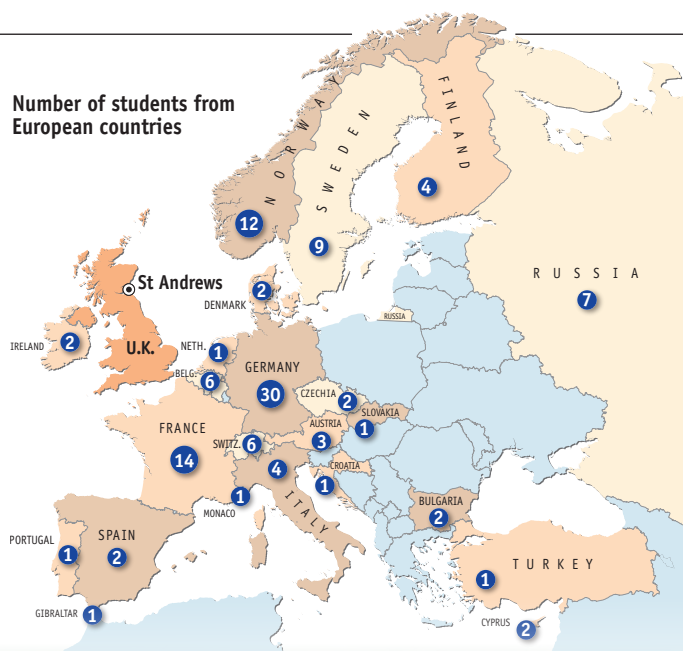 Number of students from
European countries
NORWAY
SWEDEN
FINLAND
4
12
9
RUSSIA
7
St Andrews
DENMARK
2
RUSSIA
IRELAND
2
U.K.
NETH.
1
BELG.
6
GERMANY
30
CZECHIA
2
SLOVAKIA
1
AUSTRIA
3
FRANCE
14
SWITZ.
6
4
ITALY
CROATIA
1
MONACO
1
BULGARIA
2
PORTUGAL
1
SPAIN
2
TURKEY
1
GIBRALTAR
1
CYPRUS
2